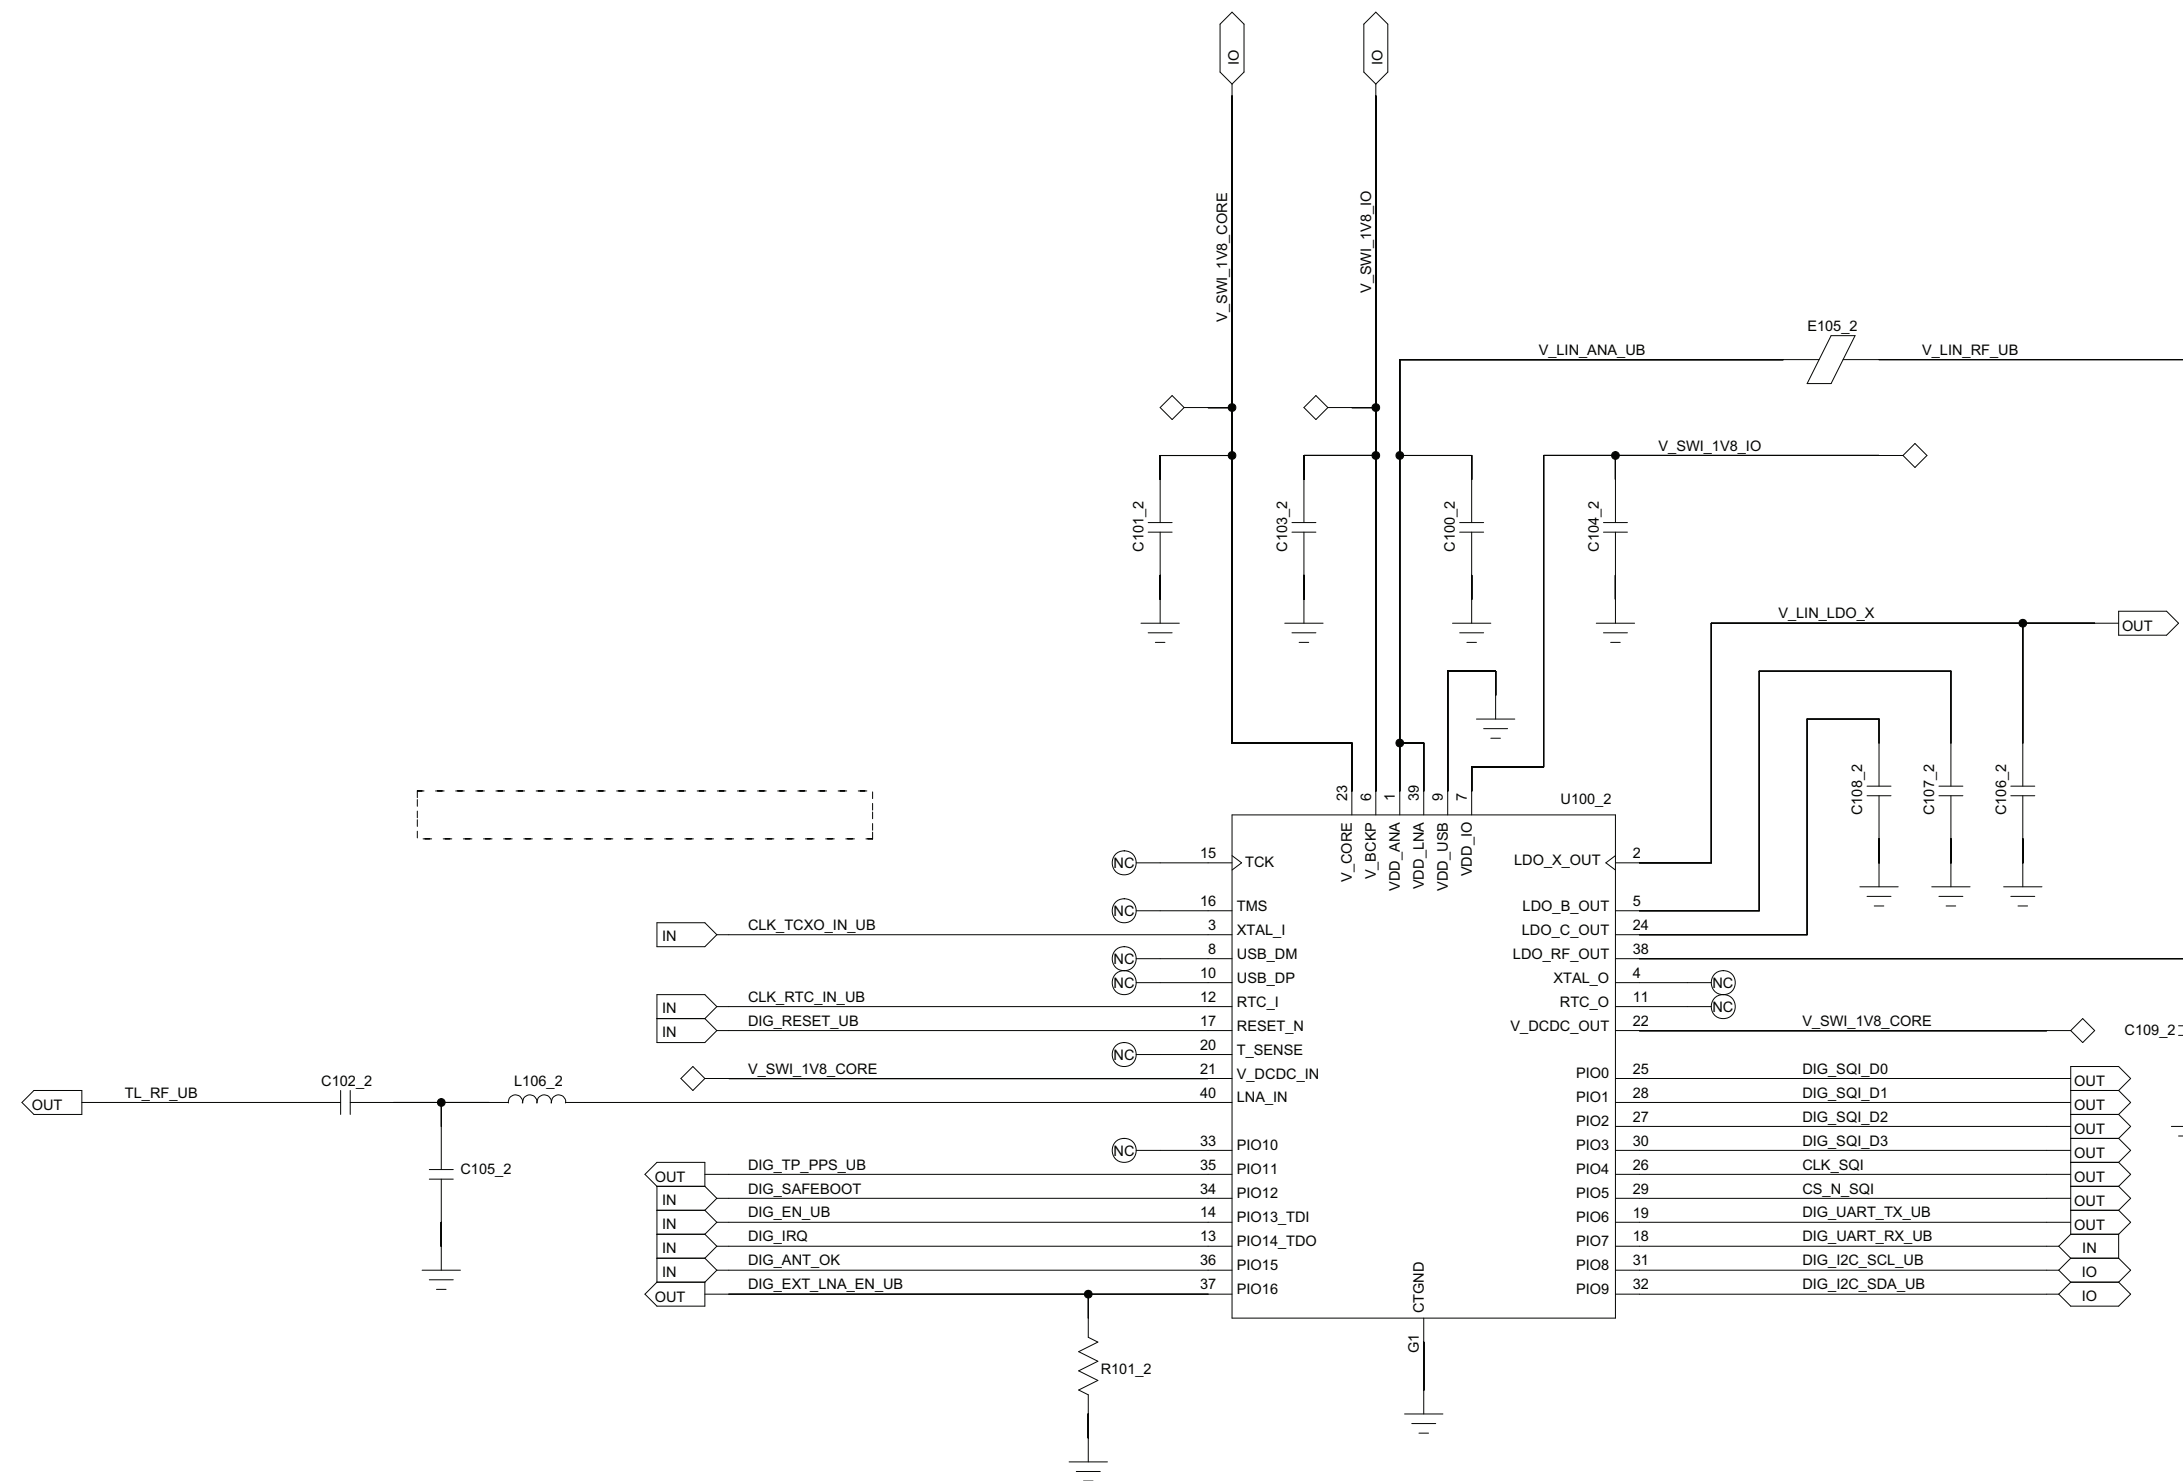 IO
IO
V_SWI_1V8_CORE
V_SWI_1V8_IO
E105_2
V_LIN_ANA_UB
V_LIN_RF_UB
V_SWI_1V8_IO
C101_2
C103_2
C100_2
C104_2
V_LIN_LDO_X
OUT
C108_2
C107_2
C106_2
23
6
1
39
9
7
U100_2
V_CORE
V_BCKP
VDD_ANA
VDD_LNA
VDD_USB
VDD_IO
NC 15 TCK
LDO_X_OUT 2
NC 16 TMS
LDO_B_OUT 5
IN CLK_TCXO_IN_UB 3 XTAL_I
LDO_C_OUT 24
NC 8 USB_DM
LDO_RF_OUT 38
NC 10 USB_DP
XTAL_O 4 NC
IN CLK_RTC_IN_UB 12 RTC_I
RTC_O 11 NC
IN DIG_RESET_UB 17 RESET_N
V_DCDC_OUT 22 V_SWI_1V8_CORE
C109_2
NC 20 T_SENSE
V_SWI_1V8_CORE 21 V_DCDC_IN
PIO0 25 DIG_SQI_D0 OUT
OUT TL_RF_UB C102_2 L106_2 40 LNA_IN
PIO1 28 DIG_SQI_D1 OUT
PIO2 27 DIG_SQI_D2 OUT
NC 33 PIO10
PIO3 30 DIG_SQI_D3 OUT
C105_2
OUT DIG_TP_PPS_UB 35 PIO11
PIO4 26 CLK_SQI OUT
IN DIG_SAFEBOOT 34 PIO12
PIO5 29 CS_N_SQI OUT
IN DIG_EN_UB 14 PIO13_TDI
PIO6 19 DIG_UART_TX_UB OUT
IN DIG_IRQ 13 PIO14_TDO
PIO7 18 DIG_UART_RX_UB IN
IN DIG_ANT_OK 36 PIO15
PIO8 31 DIG_I2C_SCL_UB IO
OUT DIG_EXT_LNA_EN_UB 37 PIO16
PIO9 32 DIG_I2C_SDA_UB IO
CTGND
G1
R101_2